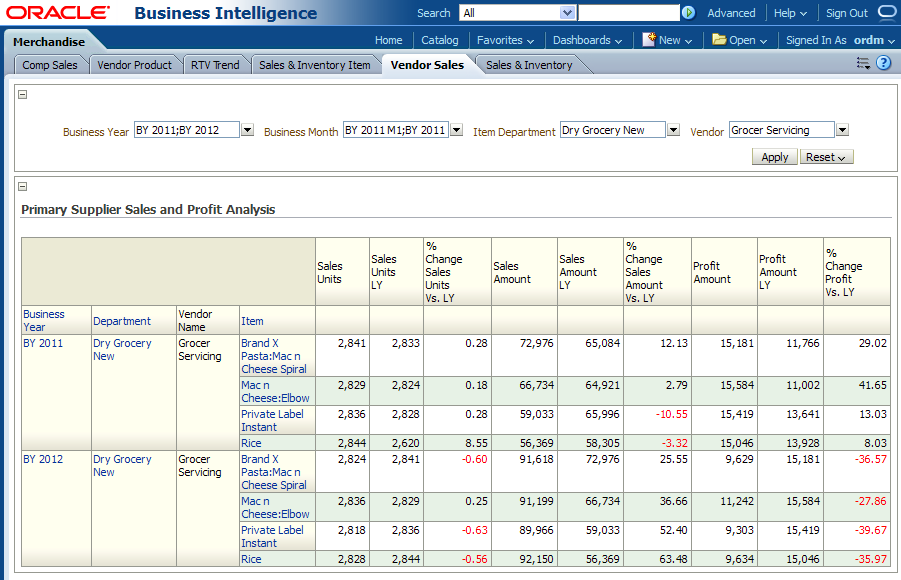 ORACLE® Business Intelligence Search All Advanced Help Sign Out
Merchandise Home Catalog Favorites Dashboards New Open Signed In As ordm
Comp Sales Vendor Product RTV Trend Sales & Inventory Item Vendor Sales Sales & Inventory
Business Year BY 2011;BY 2012 Business Month BY 2011 M1;BY 2011 Item Department Dry Grocery New Vendor Grocer Servicing
Apply Reset
Primary Supplier Sales and Profit Analysis
Sales Units
Sales Units LY
% Change Sales Units Vs. LY
Sales Amount
Sales Amount LY
% Change Sales Amount Vs. LY
Profit Amount
Profit Amount LY
% Change Profit Vs. LY
Business Year Department Vendor Name Item
BY 2011 Dry Grocery New Grocer Servicing Brand X Pasta:Mac n Cheese Spiral 2,841 2,833 0.28 72,976 65,084 12.13 15,181 11,766 29.02
Mac n Cheese:Elbow 2,829 2,824 0.18 66,734 64,921 2.79 15,584 11,002 41.65
Private Label Instant 2,836 2,828 0.28 59,033 65,996 -10.55 15,419 13,641 13.03
Rice 2,844 2,620 8.55 56,369 58,305 -3.32 15,046 13,928 8.03
BY 2012 Dry Grocery New Grocer Servicing Brand X Pasta:Mac n Cheese Spiral 2,824 2,841 -0.60 91,618 72,976 25.55 9,629 15,181 -36.57
Mac n Cheese:Elbow 2,836 2,829 0.25 91,199 66,734 36.66 11,242 15,584 -27.86
Private Label Instant 2,818 2,836 -0.63 89,966 59,033 52.40 9,303 15,419 -39.67
Rice 2,828 2,844 -0.56 92,150 56,369 63.48 9,634 15,046 -35.97